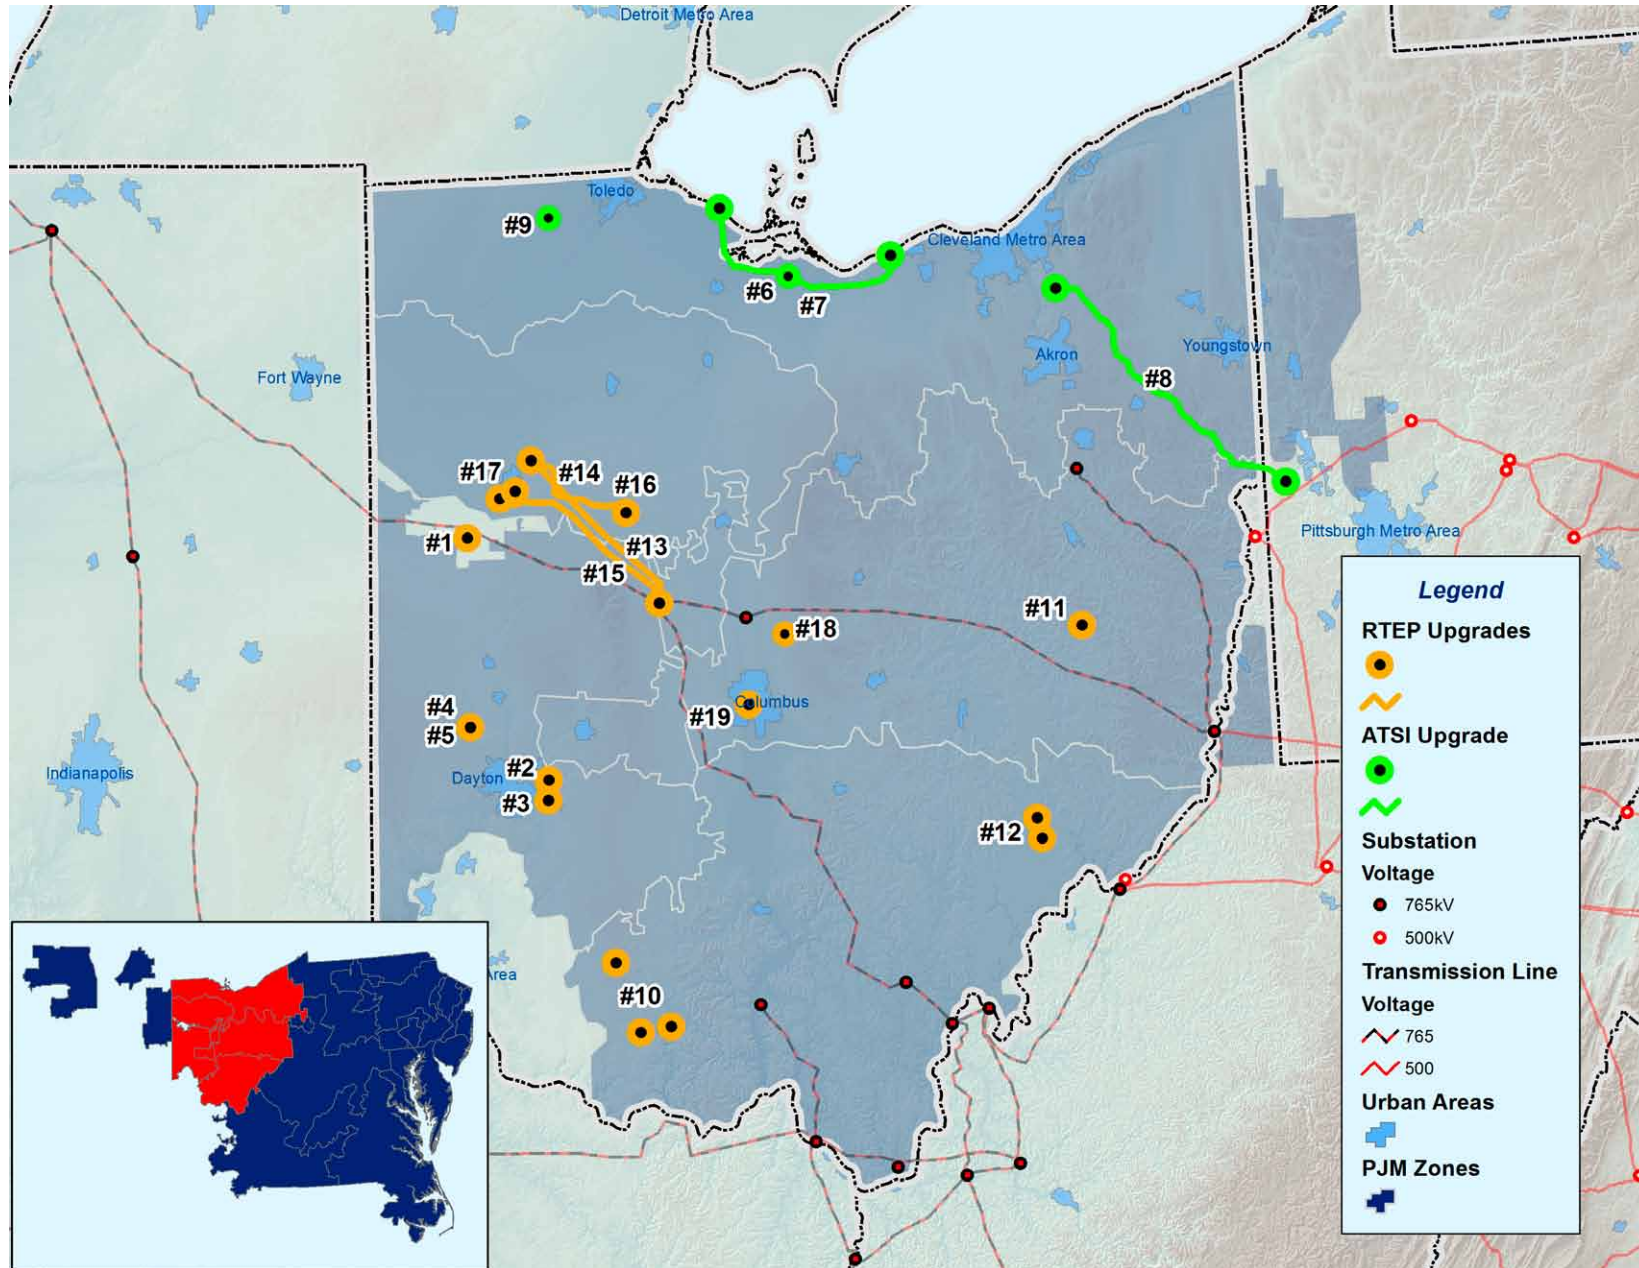 Detroit Metro Area
Toledo
#9
Cleveland Metro Area
#6
#7
Akron
Youngstown
#8
Fort Wayne
#17
#14
#16
#1
#13
#15
Pittsburgh Metro Area
#11
#18
#19
Columbus
#4
#5
Indianapolis
Dayton
#2
#3
#12
Area
#10
Legend
RTEP Upgrades
ATSI Upgrade
Substation
Voltage
765kV
500kV
Transmission Line
Voltage
765
500
Urban Areas
PJM Zones